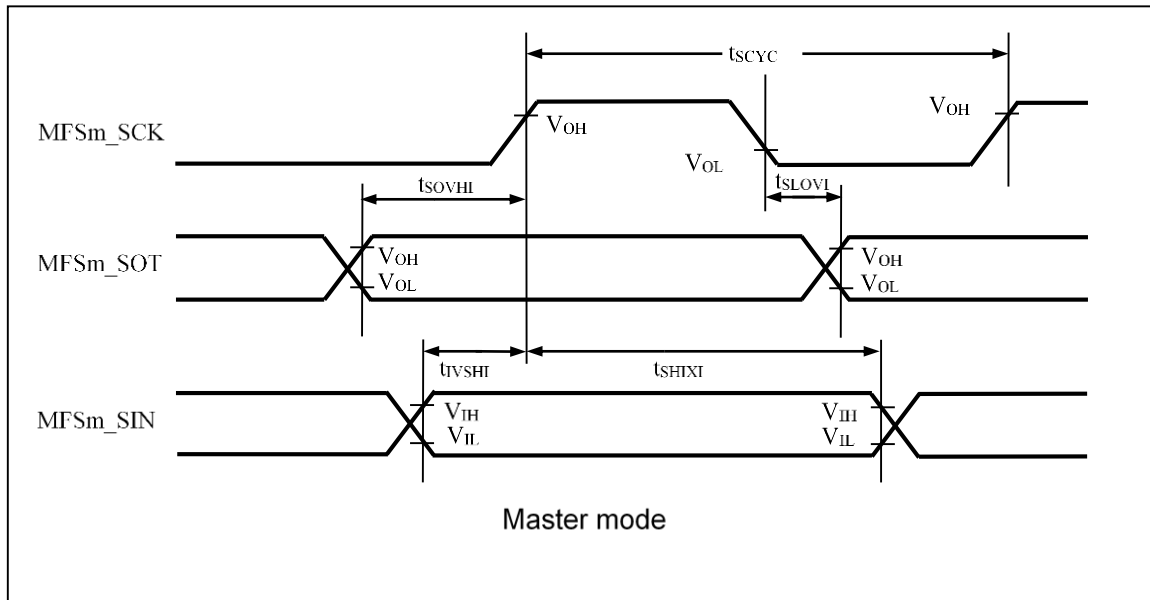 tSCYC
MFSm_SCK
VOH
VOH
VOL
tSOVHI
tSLOVI
MFSm_SOT
VOH
VOL
VOH
VOL
tIVSHI
tSHIXI
MFSm_SIN
VIH
VIL
VIH
VIL
Master mode